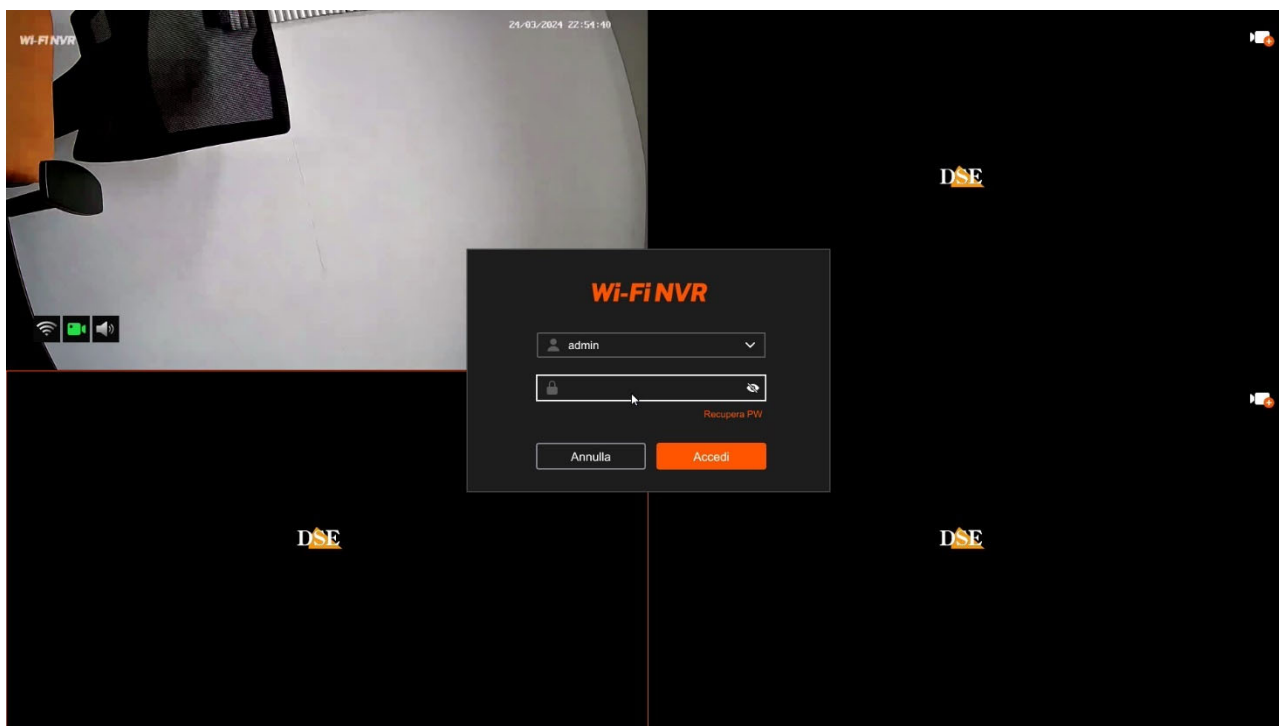 WI-FI NVR
24/03/2024 22:54:40
DSE
Wi-Fi NVR
admin
Recupera PW
Annulla
Accedi
DSE
DSE